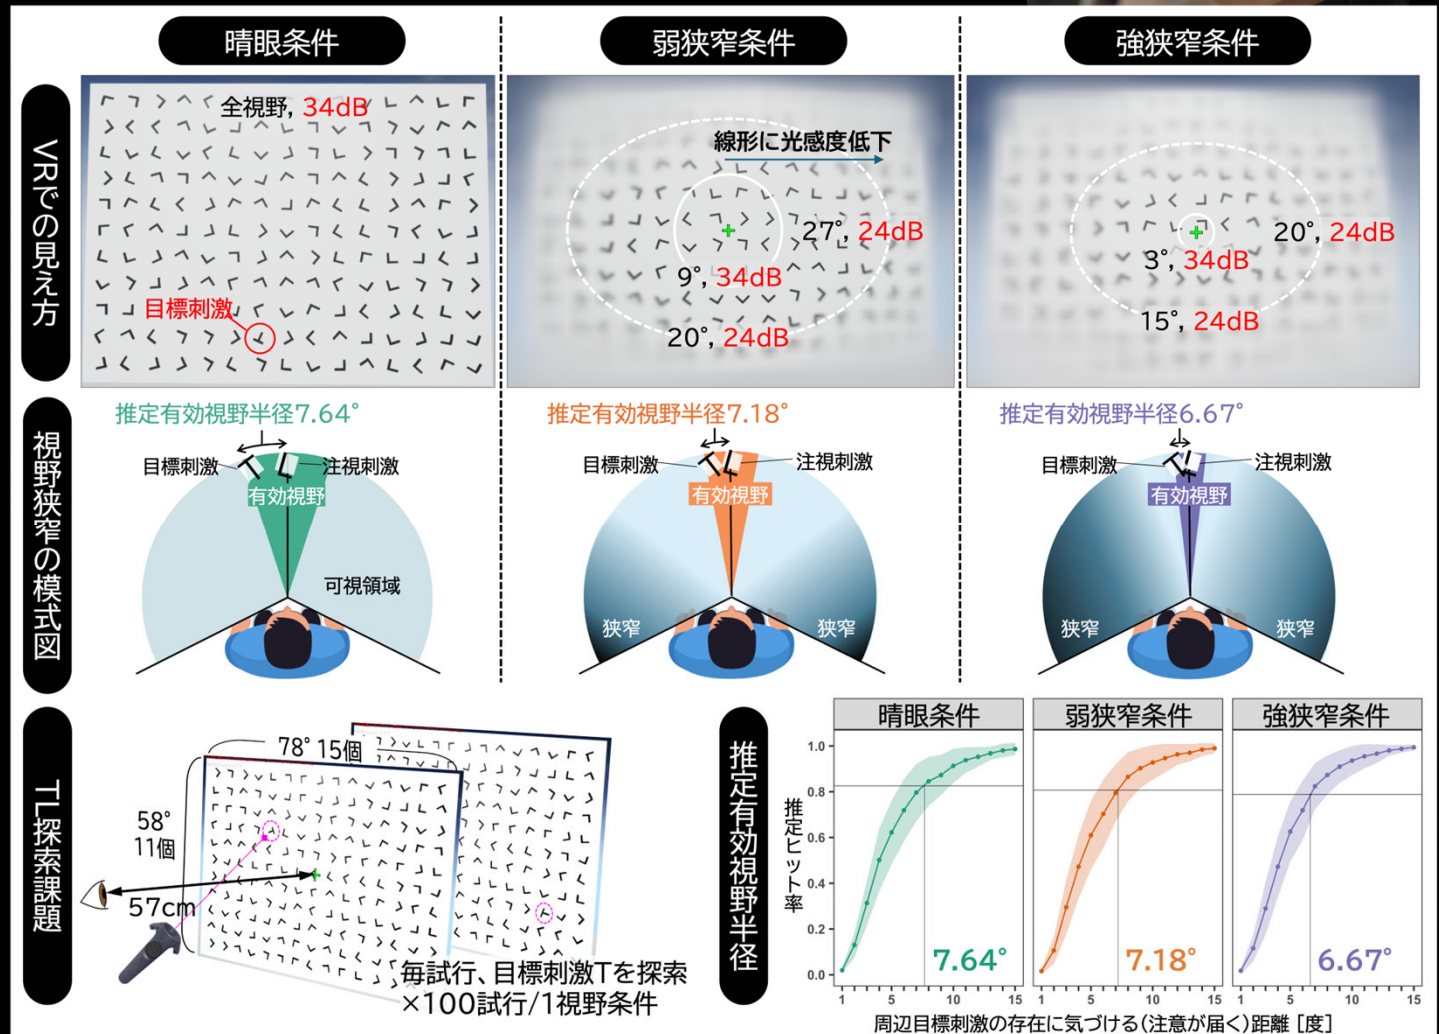 晴眼条件
弱狭窄条件
強狭窄条件
VRでの見え方
全視野, 34dB
目標刺激
線形に光感度低下
27°, 24dB
9°, 34dB
20°, 24dB
20°, 24dB
3°, 34dB
15°, 24dB
視野狭窄の模式図
推定有効視野半径7.64°
目標刺激
注視刺激
有効視野
可視領域
推定有効視野半径7.18°
目標刺激
注視刺激
有効視野
狭窄
狭窄
推定有効視野半径6.67°
目標刺激
注視刺激
有効視野
狭窄
狭窄
TL探索課題
78° 15個
58°
11個
57cm
毎試行、目標刺激Tを探索
×100試行/1視野条件
推定有効視野半径
晴眼条件
弱狭窄条件
強狭窄条件
推定ヒット率
1.0
0.8
0.6
0.4
0.2
0.0
7.64°
7.18°
6.67°
1 5 10 15
1 5 10 15
1 5 10 15
周辺目標刺激の存在に気づける(注意が届く)距離 [度]